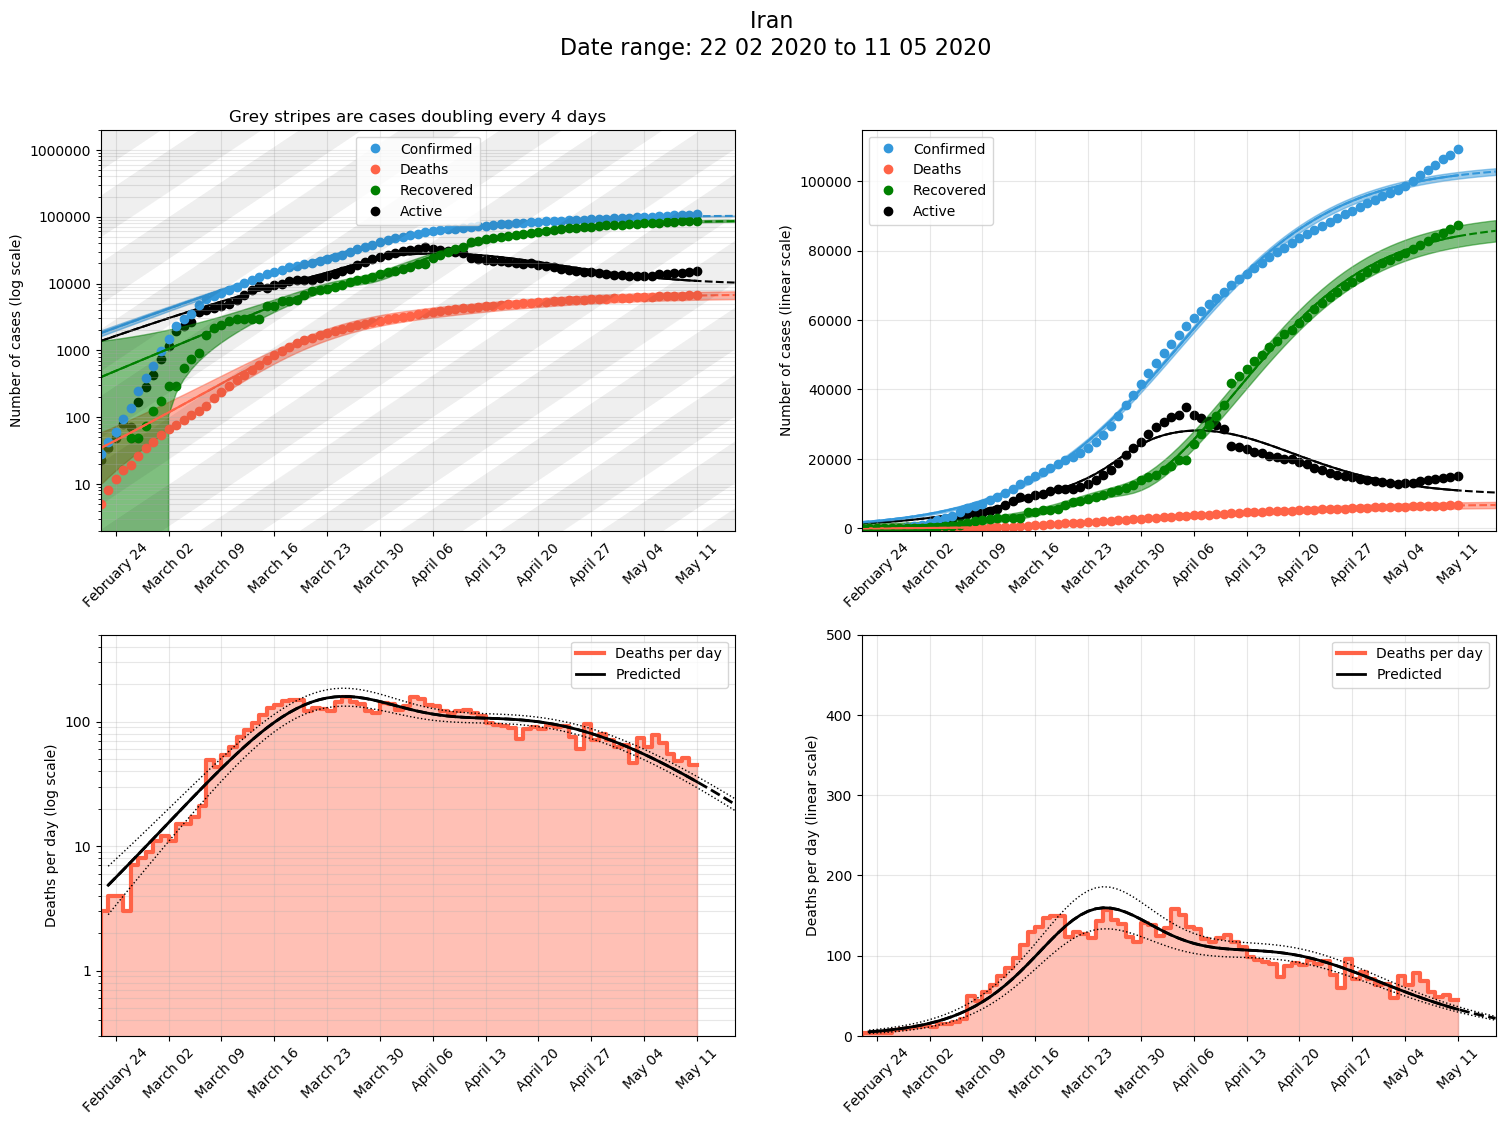 Iran
Date range: 22 02 2020 to 11 05 2020
Grey stripes are cases doubling every 4 days
Number of cases (log scale)
1000000
100000
10000
1000
100
10
Confirmed
Deaths
Recovered
Active
February 24
March 02
March 09
March 16
March 23
March 30
April 06
April 13
April 20
April 27
May 04
May 11
Number of cases (linear scale)
100000
80000
60000
40000
20000
0
Confirmed
Deaths
Recovered
Active
February 24
March 02
March 09
March 16
March 23
March 30
April 06
April 13
April 20
April 27
May 04
May 11
Deaths per day (log scale)
100
10
1
Deaths per day
Predicted
February 24
March 02
March 09
March 16
March 23
March 30
April 06
April 13
April 20
April 27
May 04
May 11
Deaths per day (linear scale)
500
400
300
200
100
0
Deaths per day
Predicted
February 24
March 02
March 09
March 16
March 23
March 30
April 06
April 13
April 20
April 27
May 04
May 11